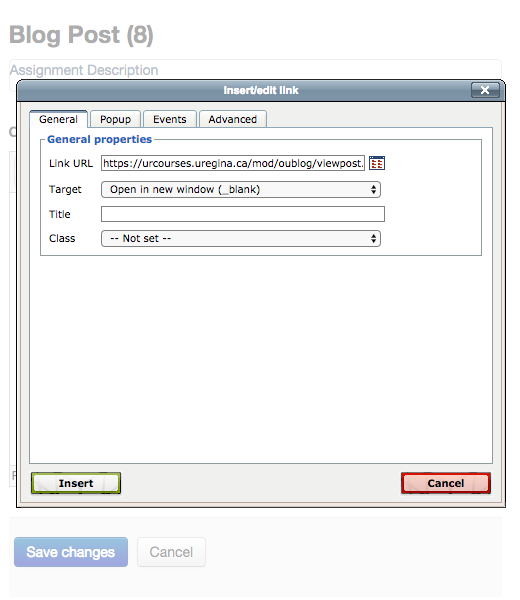 Blog Post (8)
Assignment Description
Insert/edit link
General Popup Events Advanced
General properties
Link URL https://urcourses.uregina.ca/mod/oublog/viewpost.
Target Open in new window (_blank)
Title
Class -- Not set --
Insert Cancel
Save changes Cancel